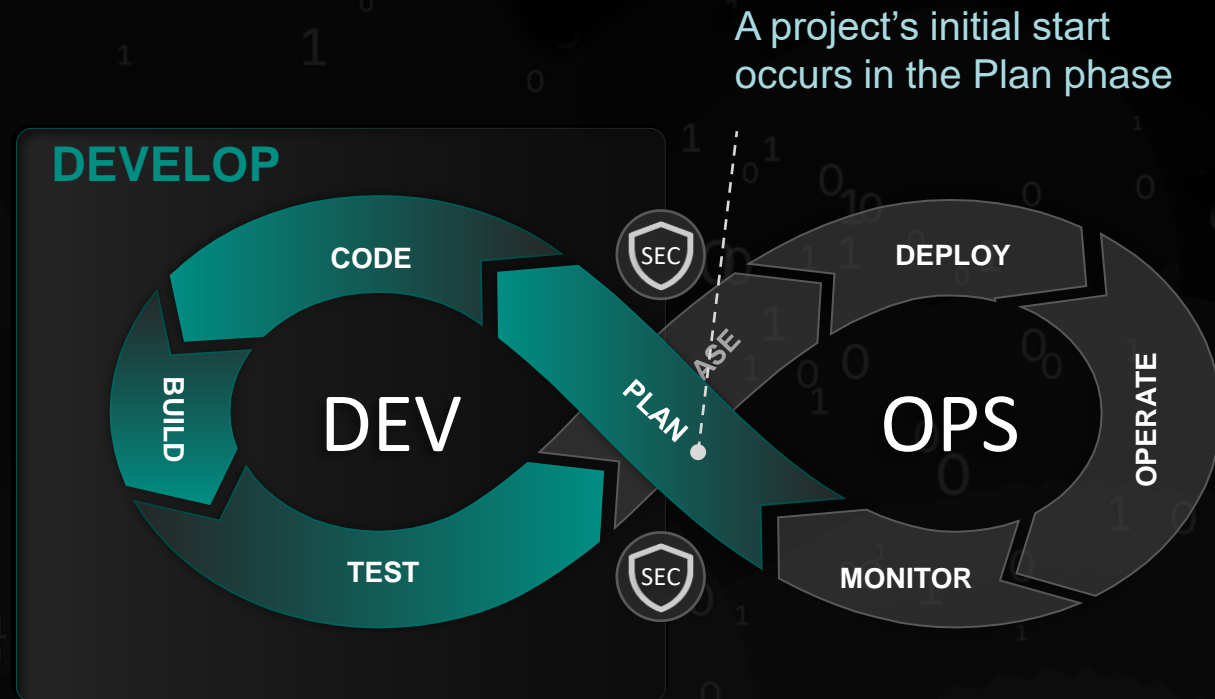 A project’s initial start
occurs in the Plan phase
DEVELOP
CODE
SEC
DEPLOY
ASE
PLAN
BUILD
DEV
OPS
OPERATE
TEST
SEC
MONITOR